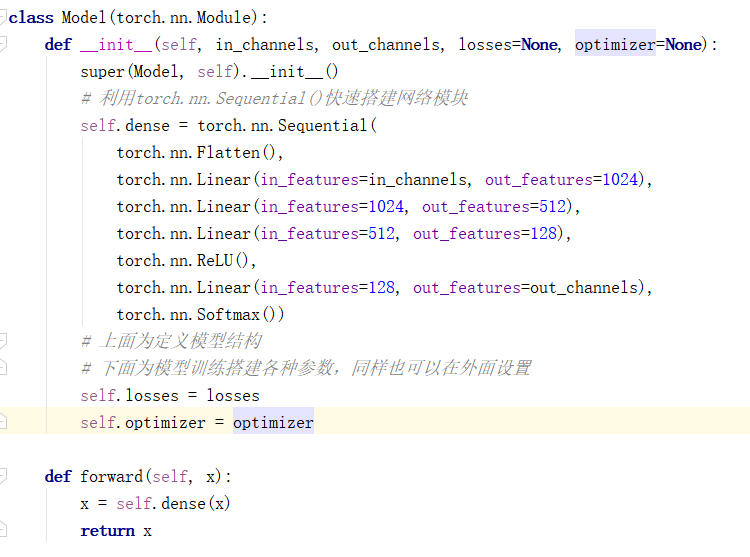 class Model(torch.nn.Module):
    def __init__(self, in_channels, out_channels, losses=None, optimizer=None):
        super(Model, self).__init__()
        # 利用torch.nn.Sequential()快速搭建网络模块
        self.dense = torch.nn.Sequential(
            torch.nn.Flatten(),
            torch.nn.Linear(in_features=in_channels, out_features=1024),
            torch.nn.Linear(in_features=1024, out_features=512),
            torch.nn.Linear(in_features=512, out_features=128),
            torch.nn.ReLU(),
            torch.nn.Linear(in_features=128, out_features=out_channels),
            torch.nn.Softmax())
        # 上面为定义模型结构
        # 下面为模型训练搭建各种参数，同样也可以在外面设置
        self.losses = losses
        self.optimizer = optimizer
    def forward(self, x):
        x = self.dense(x)
        return x